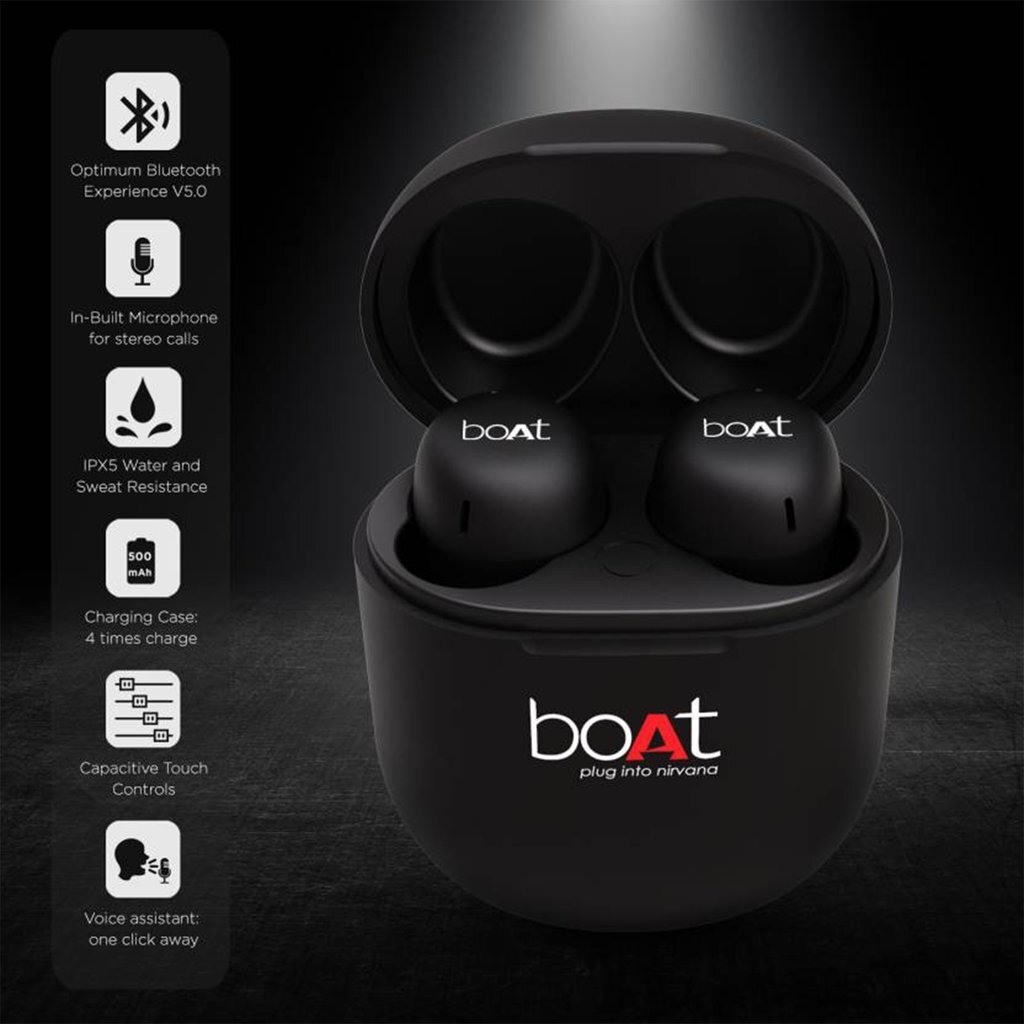 Optimum Bluetooth
Experience V5.0
In-Built Microphone
for stereo calls
IPX5 Water and
Sweat Resistance
500
mAh
Charging Case:
4 times charge
Capacitive Touch
Controls
Voice assistant:
one click away
boAt
boAt
boAt
plug into nirvana